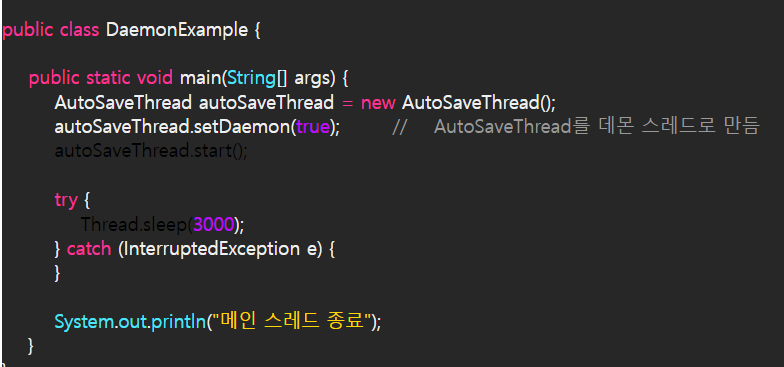 public class DaemonExample {
public static void main(String[] args) {
AutoSaveThread autoSaveThread = new AutoSaveThread();
autoSaveThread.setDaemon(true); // AutoSaveThread를 데몬 스레드로 만듬
autoSaveThread.start();
try {
Thread.sleep(3000);
} catch (InterruptedException e) {
}
System.out.println("메인 스레드 종료");
}
}